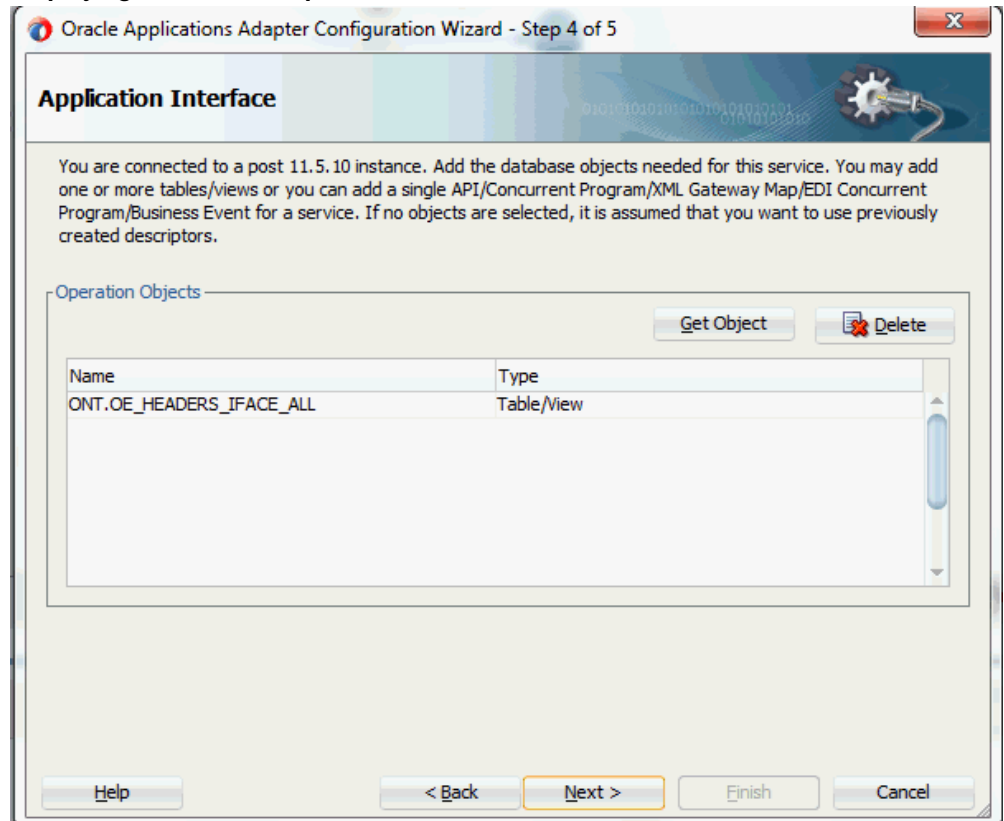 Oracle Applications Adapter Configuration Wizard - Step 4 of 5
x
Application Interface
You are connected to a post 11.5.10 instance. Add the database objects needed for this service. You may add
one or more tables/views or you can add a single API/Concurrent Program/XML Gateway Map/EDI Concurrent
Program/Business Event for a service. If no objects are selected, it is assumed that you want to use previously
created descriptors.
Operation Objects
Get Object Delete
Name Type
ONT.OE_HEADERS_IFACE_ALL Table/View
Help < Back Next > Finish Cancel